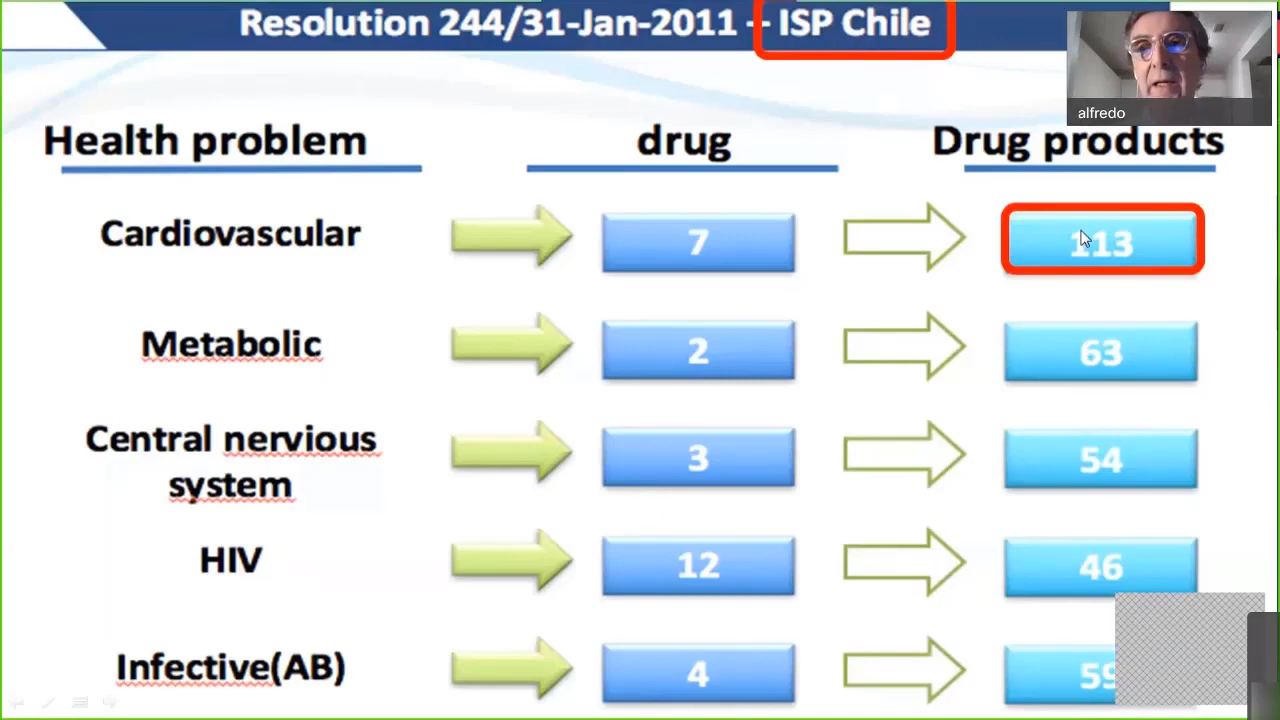 Resolution 244/31-Jan-2011 – ISP Chile
alfredo
Health problem drug Drug products
Cardiovascular 7 113
Metabolic 2 63
Central nervious
system 3 54
HIV 12 46
Infective(AB) 4 59